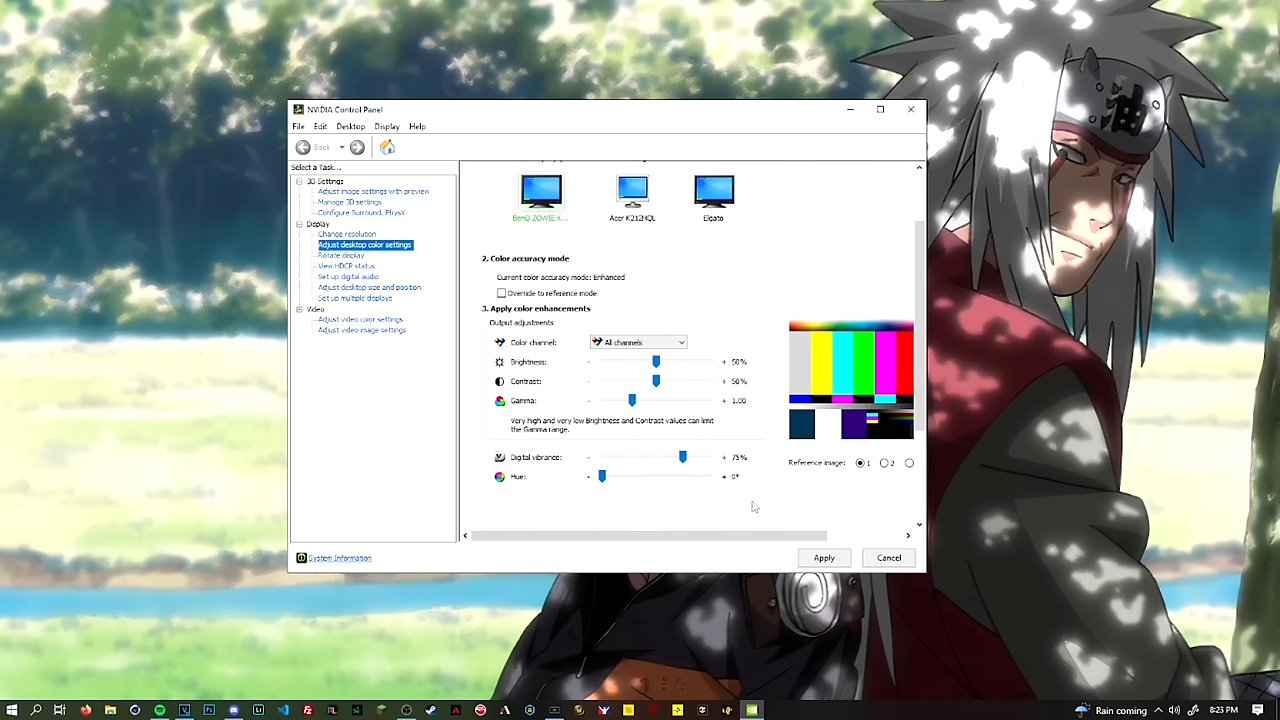 NVIDIA Control Panel
File Edit Desktop Display Help
Back
Select a Task...
3D Settings
Adjust image settings with preview
Manage 3D settings
Configure Surround, PhysX
Display
Change resolution
Adjust desktop color settings
Rotate display
View HDCP status
Set up digital audio
Adjust desktop size and position
Set up multiple displays
Video
Adjust video color settings
Adjust video image settings
System Information
BenQ ZOWIE X... Acer K212HQL Elgato
2. Color accuracy mode
Current color accuracy mode: Enhanced
Override to reference mode
3. Apply color enhancements
Output adjustments
Color channel: All channels
Brightness: - + 50%
Contrast: - + 50%
Gamma: - + 1.00
Very high and very low Brightness and Contrast values can limit
the Gamma range.
Digital vibrance: - + 75%
Hue: - + 0°
Reference image: 1 2
Apply Cancel
油
Rain coming 8:23 PM